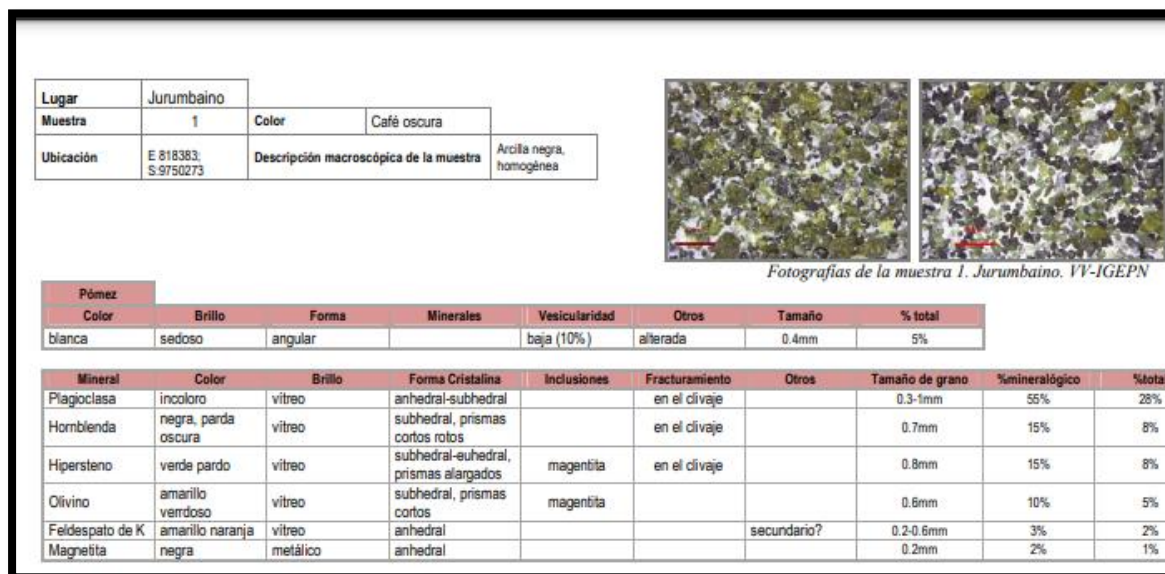 Lugar Jurumbaino
Muestra 1 Color Café oscura
Ubicación E 818383; S:9750273 Descripción macroscópica de la muestra Arcilla negra, homogénea
Fotografías de la muestra 1. Jurumbaino. VV-IGEPN
Pómez
Color Brillo Forma Minerales Vesicularidad Otros Tamaño % total
blanca sedoso angular baja (10%) alterada 0.4mm 5%
Mineral Color Brillo Forma Cristalina Inclusiones Fracturamiento Otros Tamaño de grano %mineralógico %total
Plagioclasa incoloro vítreo anhedral-subhedral en el clivaje 0.3-1mm 55% 28%
Hornblenda negra, parda oscura vítreo subhedral, prismas cortos rotos en el clivaje 0.7mm 15% 8%
Hipersteno verde pardo vítreo subhedral-euhedral, prismas alargados magentita en el clivaje 0.8mm 15% 8%
Olivino amarillo verrdoso vítreo subhedral, prismas cortos magentita 0.6mm 10% 5%
Feldespato de K amarillo naranja vítreo anhedral secundario? 0.2-0.6mm 3% 2%
Magnetita negra metálico anhedral 0.2mm 2% 1%